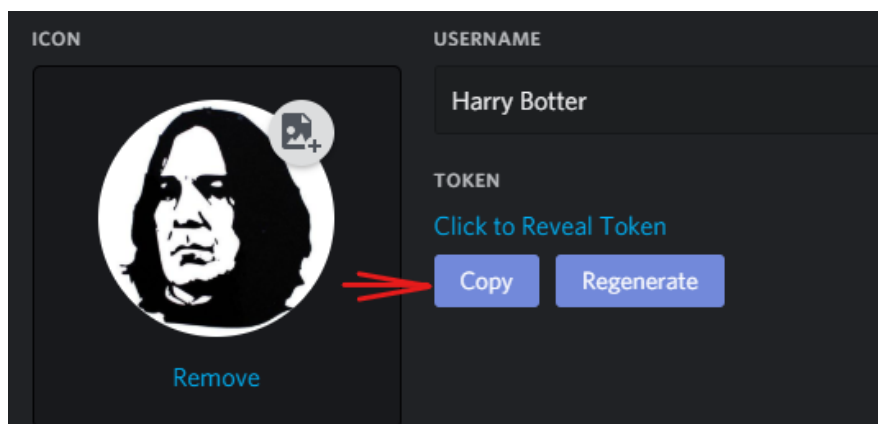 ICON
Remove
USERNAME
Harry Botter
TOKEN
Click to Reveal Token
Copy Regenerate